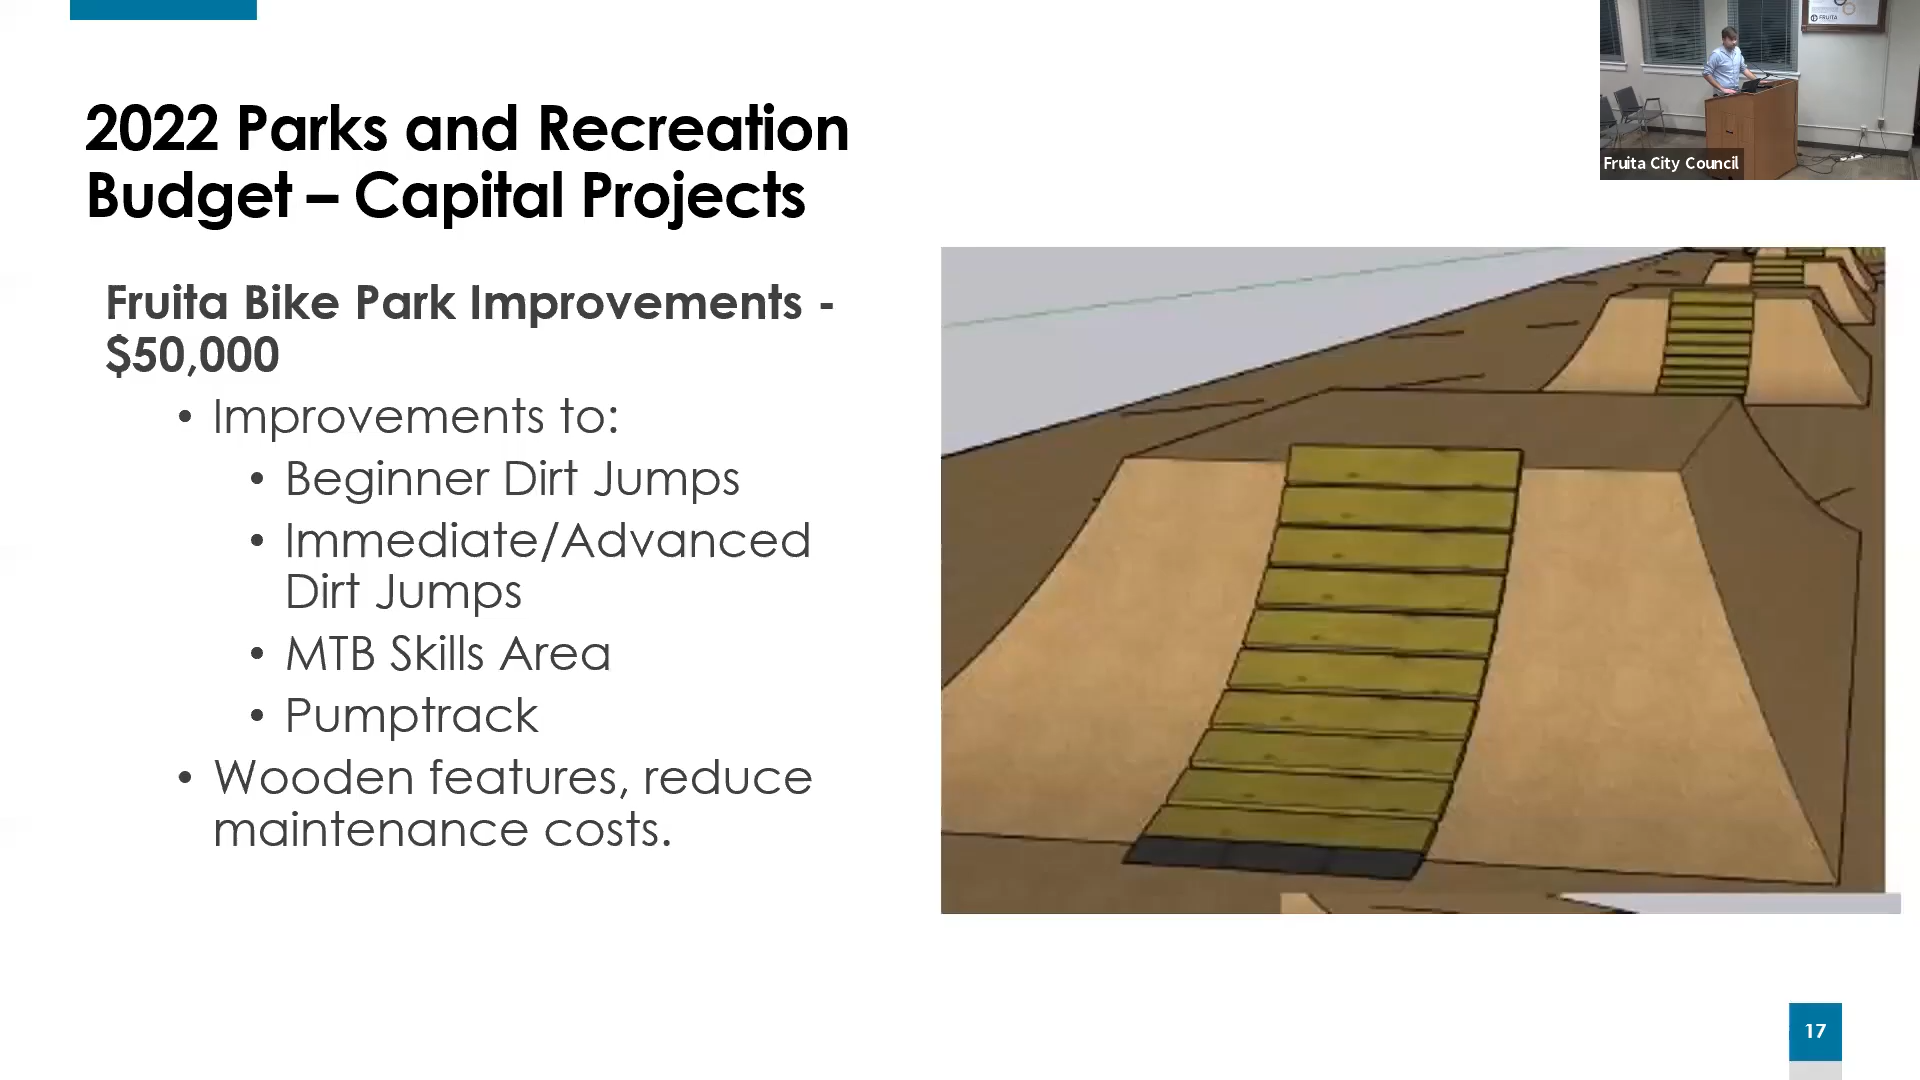 2022 Parks and Recreation
Budget – Capital Projects
Fruita Bike Park Improvements -
$50,000
• Improvements to:
• Beginner Dirt Jumps
• Immediate/Advanced
Dirt Jumps
• MTB Skills Area
• Pumptrack
• Wooden features, reduce
maintenance costs.
FRUITA
Fruita City Council
17